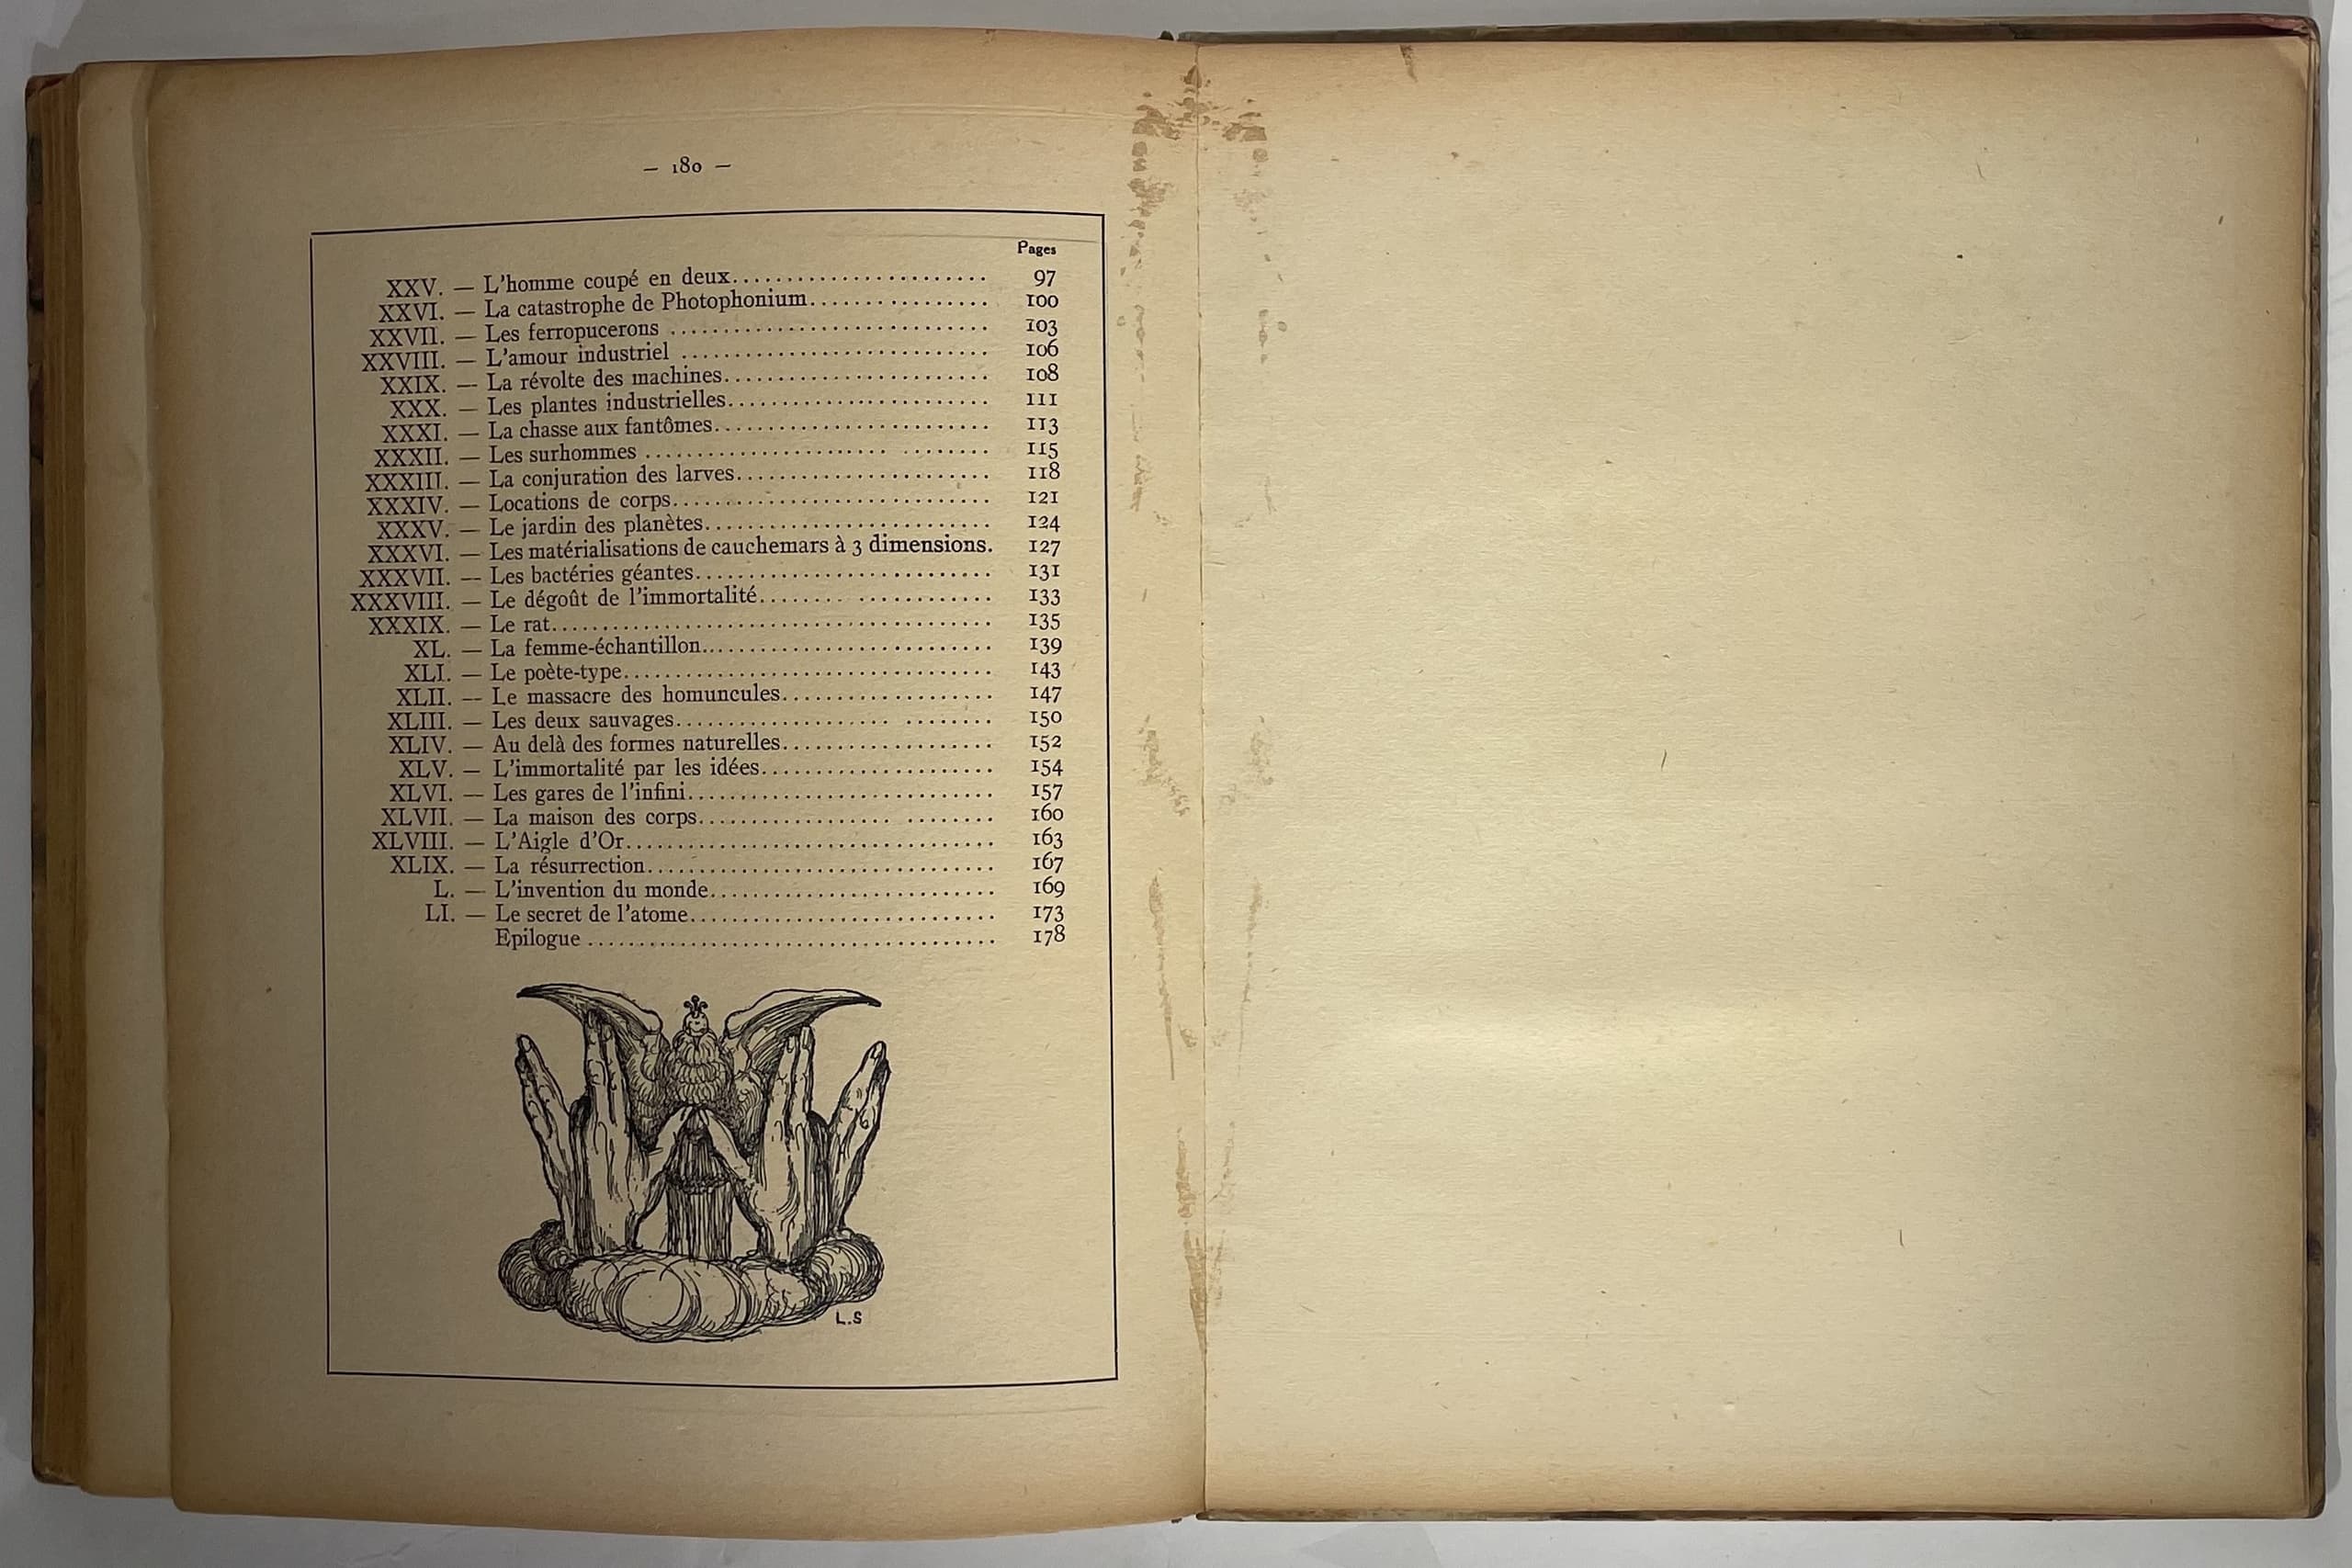 — 180 —
Pages
XXV. — L'homme coupé en deux........................ 97
XXVI. — La catastrophe de Photophonium................ 100
XXVII. — Les ferropucerons ............................. 103
XXVIII. — L'amour industriel ............................ 106
XXIX. — La révolte des machines........................ 108
XXX. — Les plantes industrielles........................ 111
XXXI. — La chasse aux fantômes......................... 113
XXXII. — Les surhommes ....................... ........ 115
XXXIII. — La conjuration des larves....................... 118
XXXIV. — Locations de corps............................. 121
XXXV. — Le jardin des planètes.......................... 124
XXXVI. — Les matérialisations de cauchemars à 3 dimensions. 127
XXXVII. — Les bactéries géantes........................... 131
XXXVIII. — Le dégoût de l'immortalité........ ............. 133
XXXIX. — Le rat......................................... 135
XL. — La femme-échantillon........................... 139
XLI. — Le poète-type.................................. 143
XLII. — Le massacre des homuncules.................... 147
XLIII. — Les deux sauvages.................... ........ 150
XLIV. — Au delà des formes naturelles.................... 152
XLV. — L'immortalité par les idées...................... 154
XLVI. — Les gares de l'infini............................. 157
XLVII. — La maison des corps.................. ........ 160
XLVIII. — L'Aigle d'Or................................... 163
XLIX. — La résurrection................................. 167
L. — L'invention du monde........................... 169
LI. — Le secret de l'atome............................. 173
Epilogue ...................................... 178
L.S